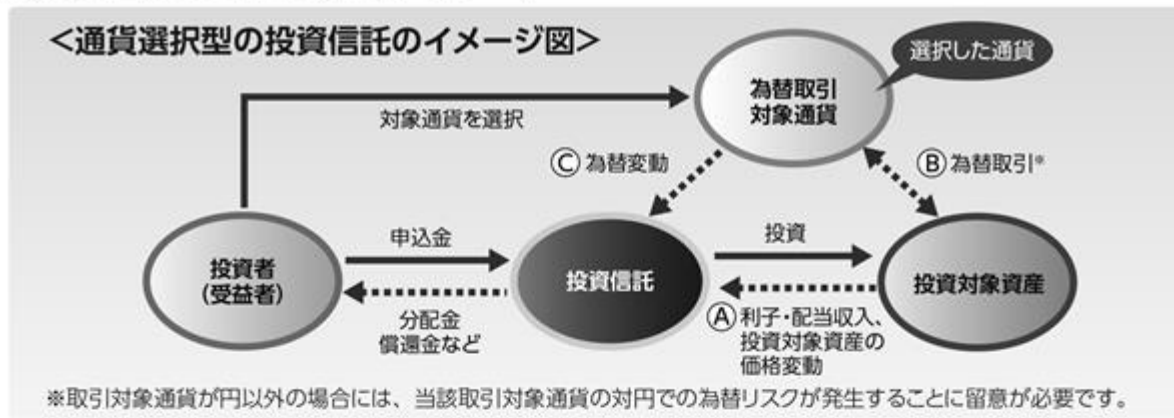 <通貨選択型の投資信託のイメージ図>
選択した通貨
為替取引
対象通貨
対象通貨を選択
Ⓒ 為替変動
Ⓑ 為替取引※
申込金
投資
投資者
(受益者)
投資信託
投資対象資産
分配金
償還金など
Ⓐ 利子・配当収入、
投資対象資産の
価格変動
※取引対象通貨が円以外の場合には、当該取引対象通貨の対円での為替リスクが発生することに留意が必要です。